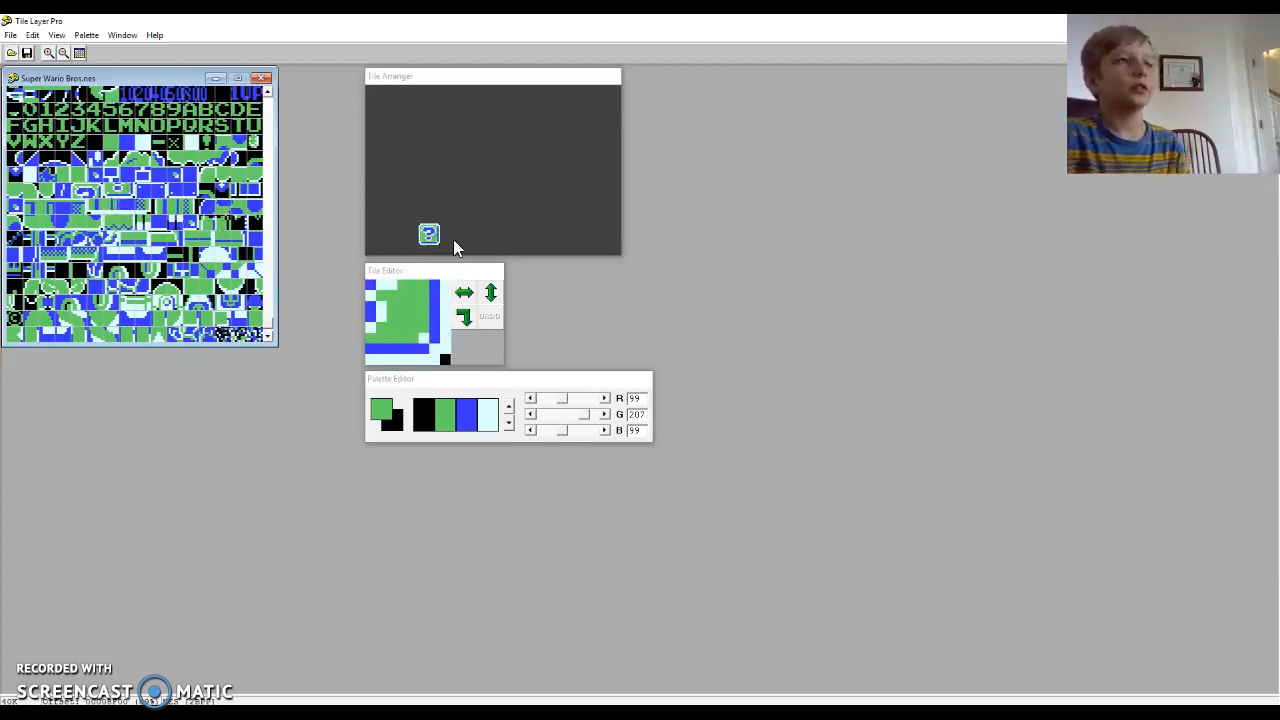 Tile Layer Pro
File Edit View Palette Window Help
Super Wario Bros.nes
0123456789ABCDE
FGHIJKLMNOPQRSTU
VWXYZ
Tile Arranger
?
Tile Editor
UNDO
Palette Editor
R 99
G 207
B 99
RECORDED WITH
SCREENCAST MATIC